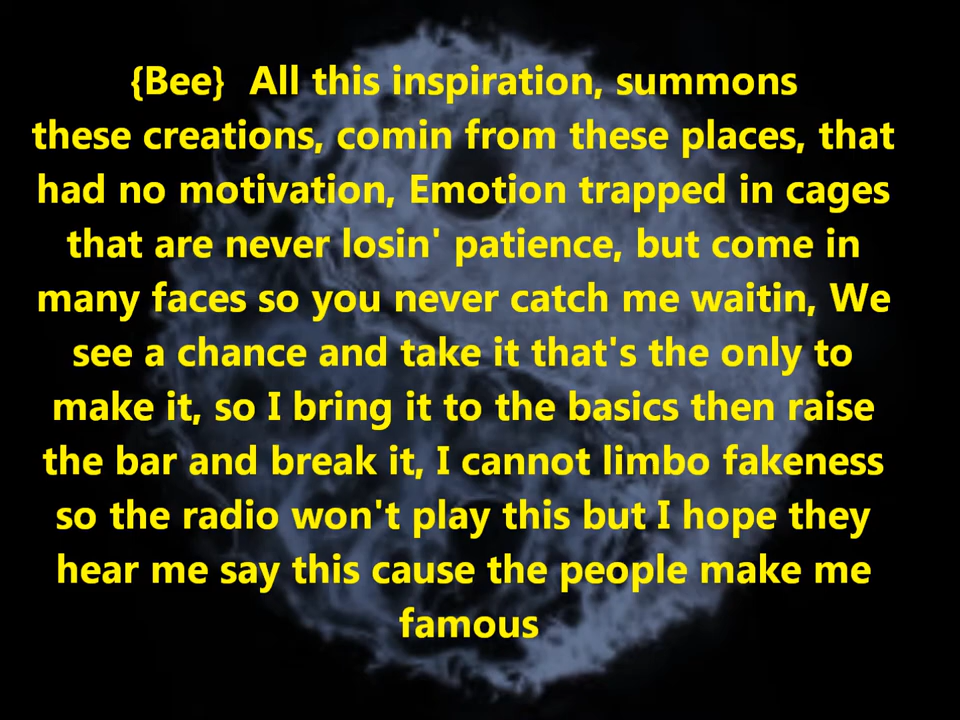 {Bee}  All this inspiration, summons
these creations, comin from these places, that
had no motivation, Emotion trapped in cages
that are never losin' patience, but come in
many faces so you never catch me waitin, We
see a chance and take it that's the only to
make it, so I bring it to the basics then raise
the bar and break it, I cannot limbo fakeness
so the radio won't play this but I hope they
hear me say this cause the people make me
famous